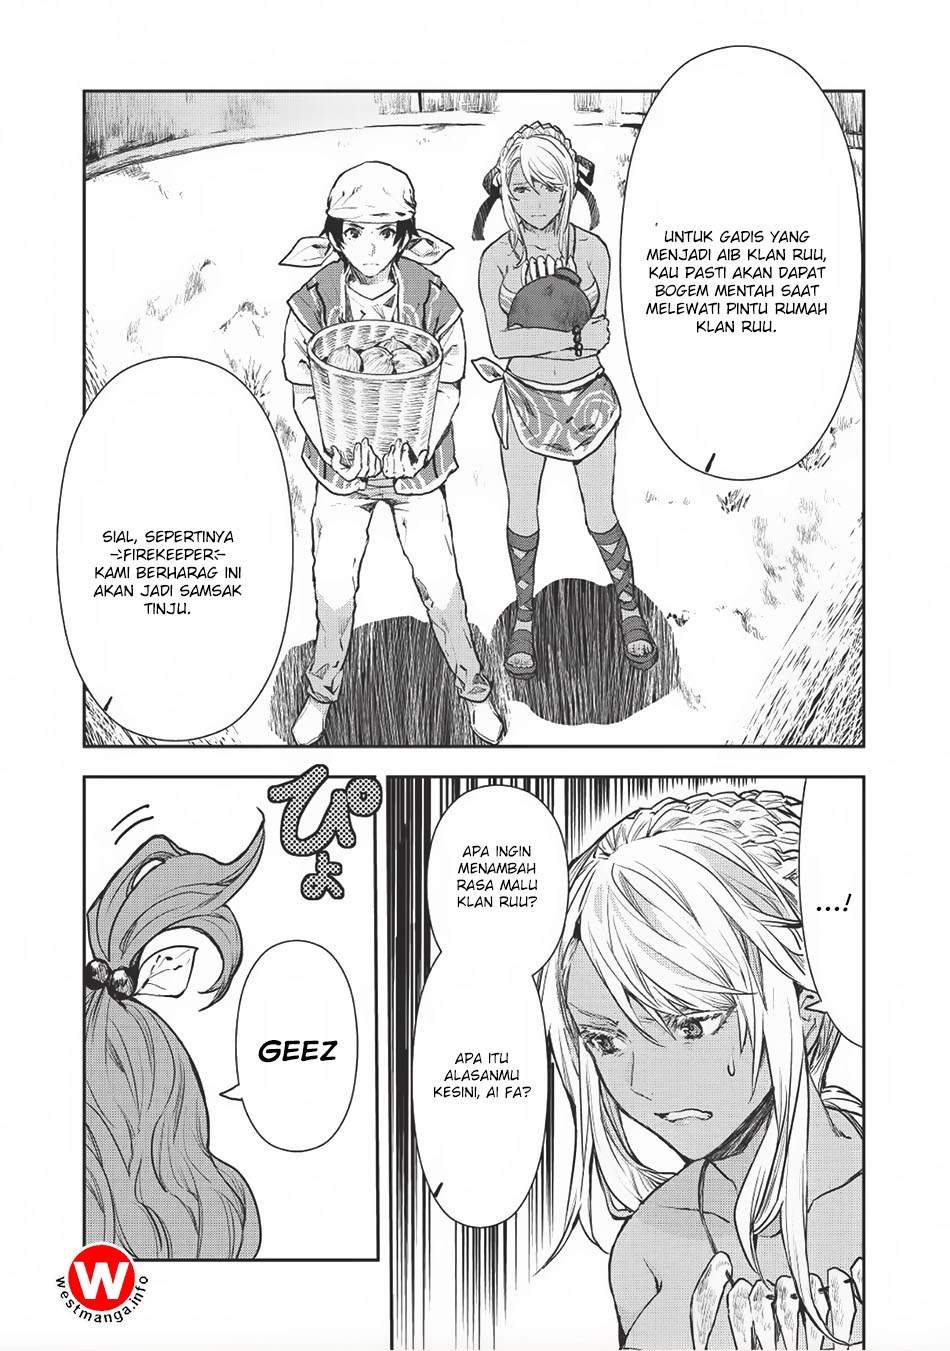 UNTUK GADIS YANG
MENJADI AIB KLAN RUU,
KAU PASTI AKAN DAPAT
BOGEM MENTAH SAAT
MELEWATI PINTU RUMAH
KLAN RUU.
SIAL, SEPERTINYA
-÷FIREKEEPER÷-
KAMI BERHARAG INI
AKAN JADI SAMSAK
TINJU.
...!
APA INGIN
MENAMBAH
RASA MALU
KLAN RUU?
APA ITU
ALASANMU
KESINI, AI FA?
ぴょ
GEEZ
W
westmanga.info